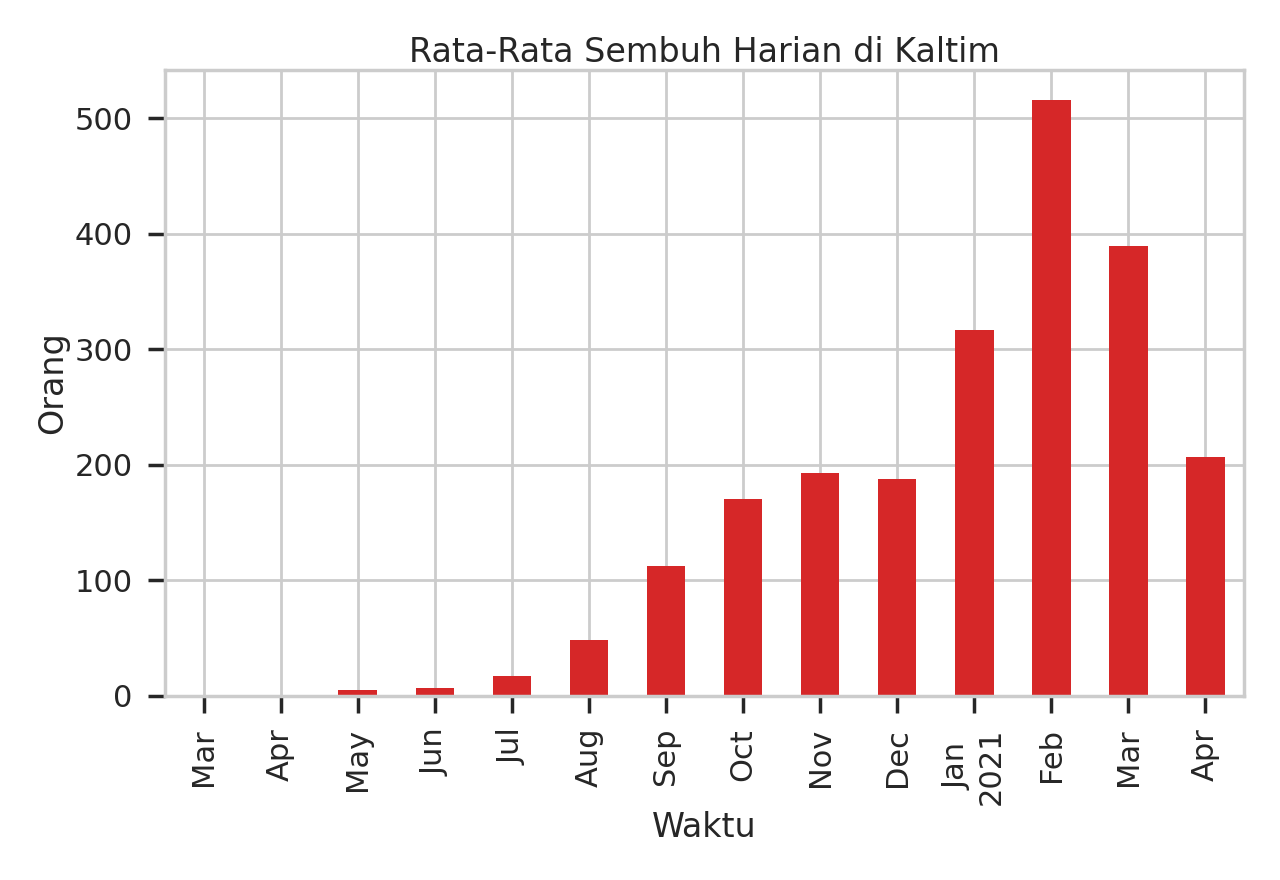 Rata-Rata Sembuh Harian di Kaltim
500
400
300
200
100
0
Orang
Mar
Apr
May
Jun
Jul
Aug
Sep
Oct
Nov
Dec
Jan
2021
Feb
Mar
Apr
Waktu